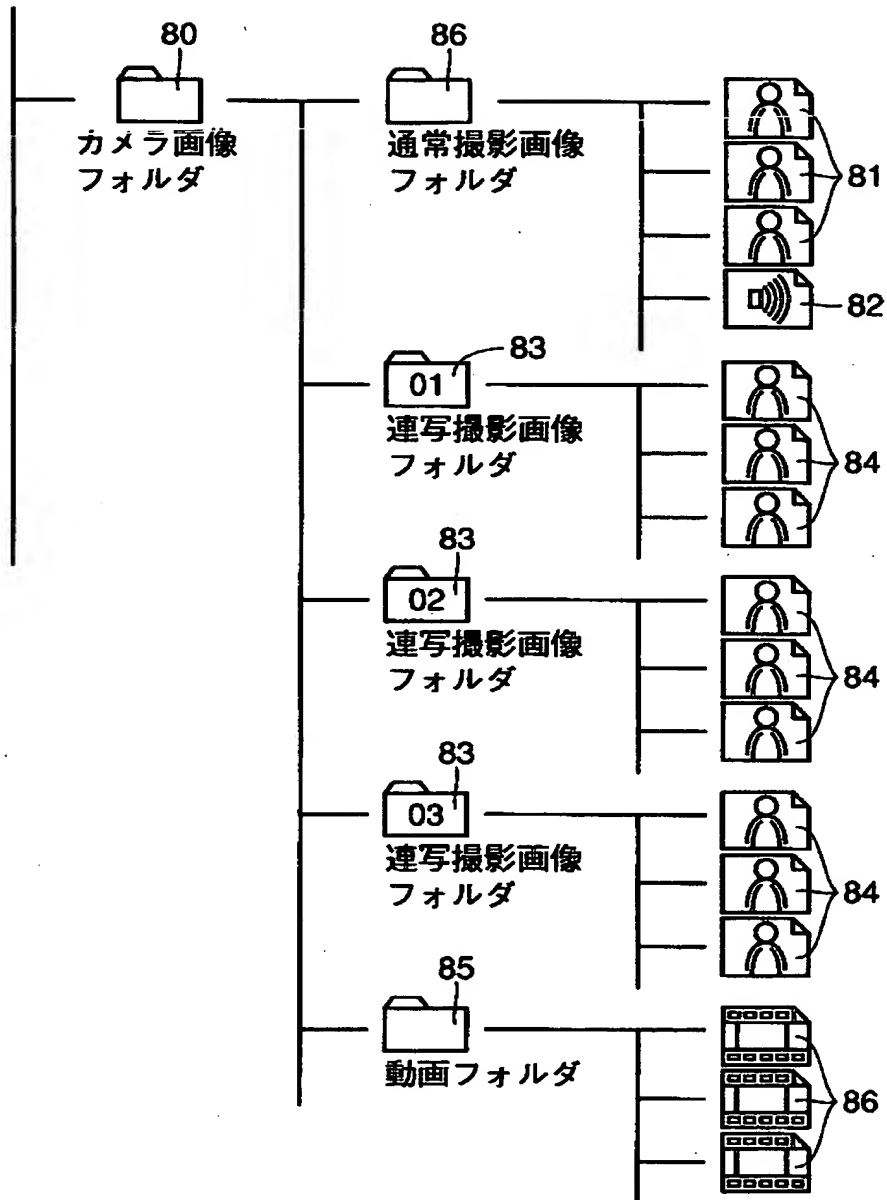 80
カメラ画像
フォルダ
86
通常撮影画像
フォルダ
81
82
83
01
連写撮影画像
フォルダ
84
83
02
連写撮影画像
フォルダ
84
83
03
連写撮影画像
フォルダ
84
85
動画フォルダ
86